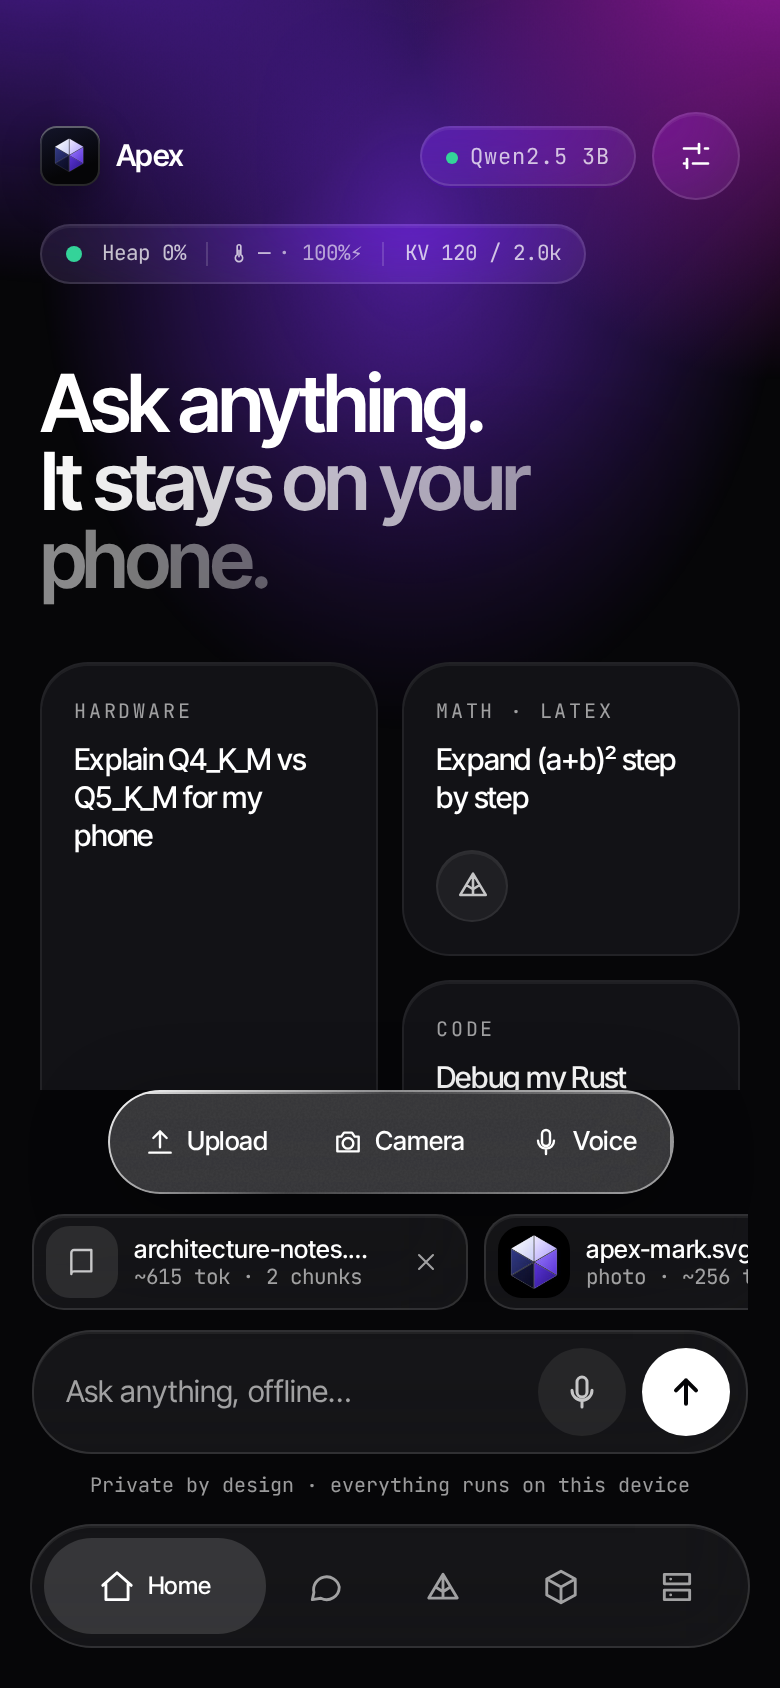 Apex
Qwen2.5 3B
Heap 0%
— · 100%⚡
KV 120 / 2.0k
Ask anything.
It stays on your
phone.
HARDWARE
Explain Q4_K_M vs
Q5_K_M for my
phone
MATH · LATEX
Expand (a+b)² step
by step
CODE
Debug my Rust
Upload
Camera
Voice
architecture-notes....
~615 tok · 2 chunks
apex-mark.svg
photo · ~256 t
Ask anything, offline...
Private by design · everything runs on this device
Home